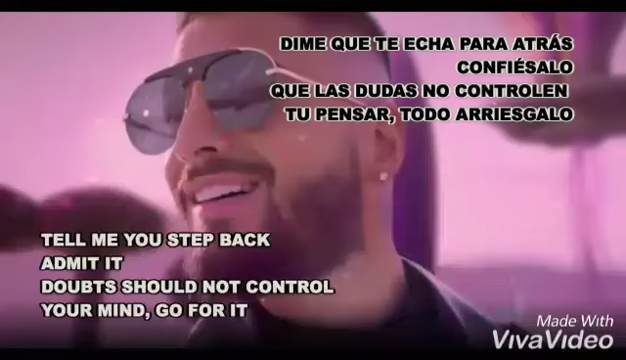 DIME QUE TE ECHA PARA ATRÁS
CONFIÉSALO
QUE LAS DUDAS NO CONTROLEN
TU PENSAR, TODO ARRIESGALO
TELL ME YOU STEP BACK
ADMIT IT
DOUBTS SHOULD NOT CONTROL
YOUR MIND, GO FOR IT
Made With
VivaVideo